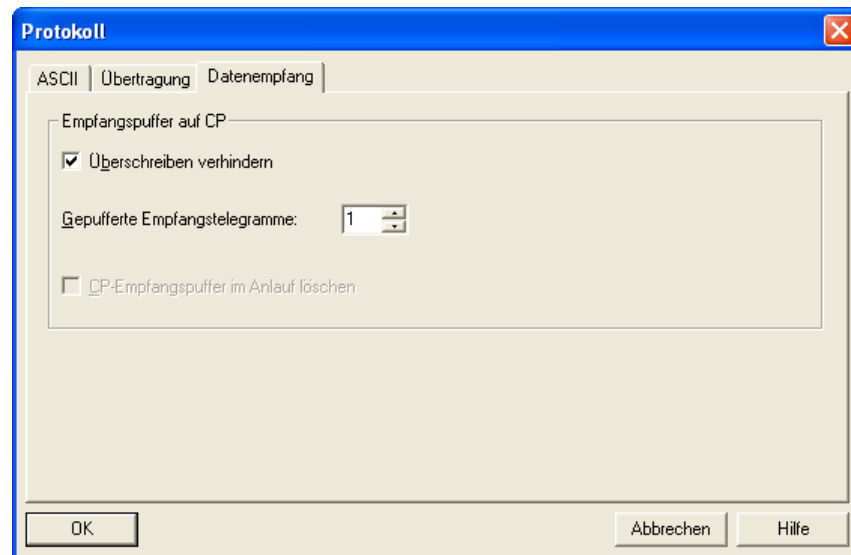 Protokoll
ASCII Übertragung Datenempfang
Empfangspuffer auf CP
Überschreiben verhindern
Gepufferte Empfangstelegramme: 1
CP-Empfangspuffer im Anlauf löschen
OK Abbrechen Hilfe